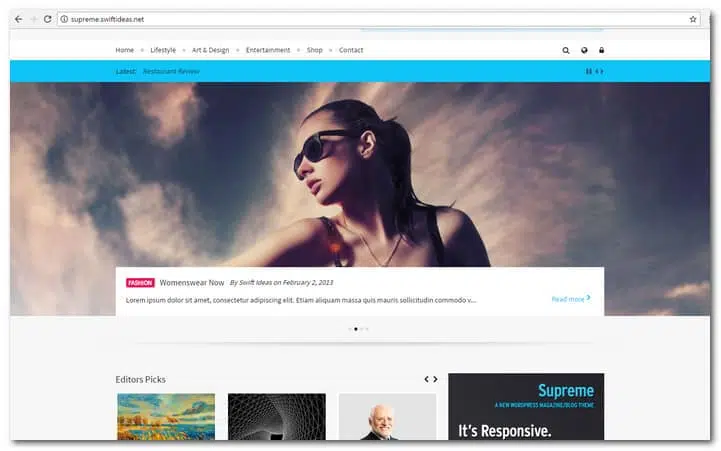 supreme.swiftideas.net
Home Lifestyle Art & Design Entertainment Shop Contact
Latest: Restaurant Review
FASHION Womenswear Now By Swift Ideas on February 2, 2013
Lorem ipsum dolor sit amet, consectetur adipiscing elit. Etiam aliquam massa quis mauris sollicitudin commodo v...
Read more
Editors Picks
Supreme
A NEW WORDPRESS MAGAZINE/BLOG THEME
It's Responsive.